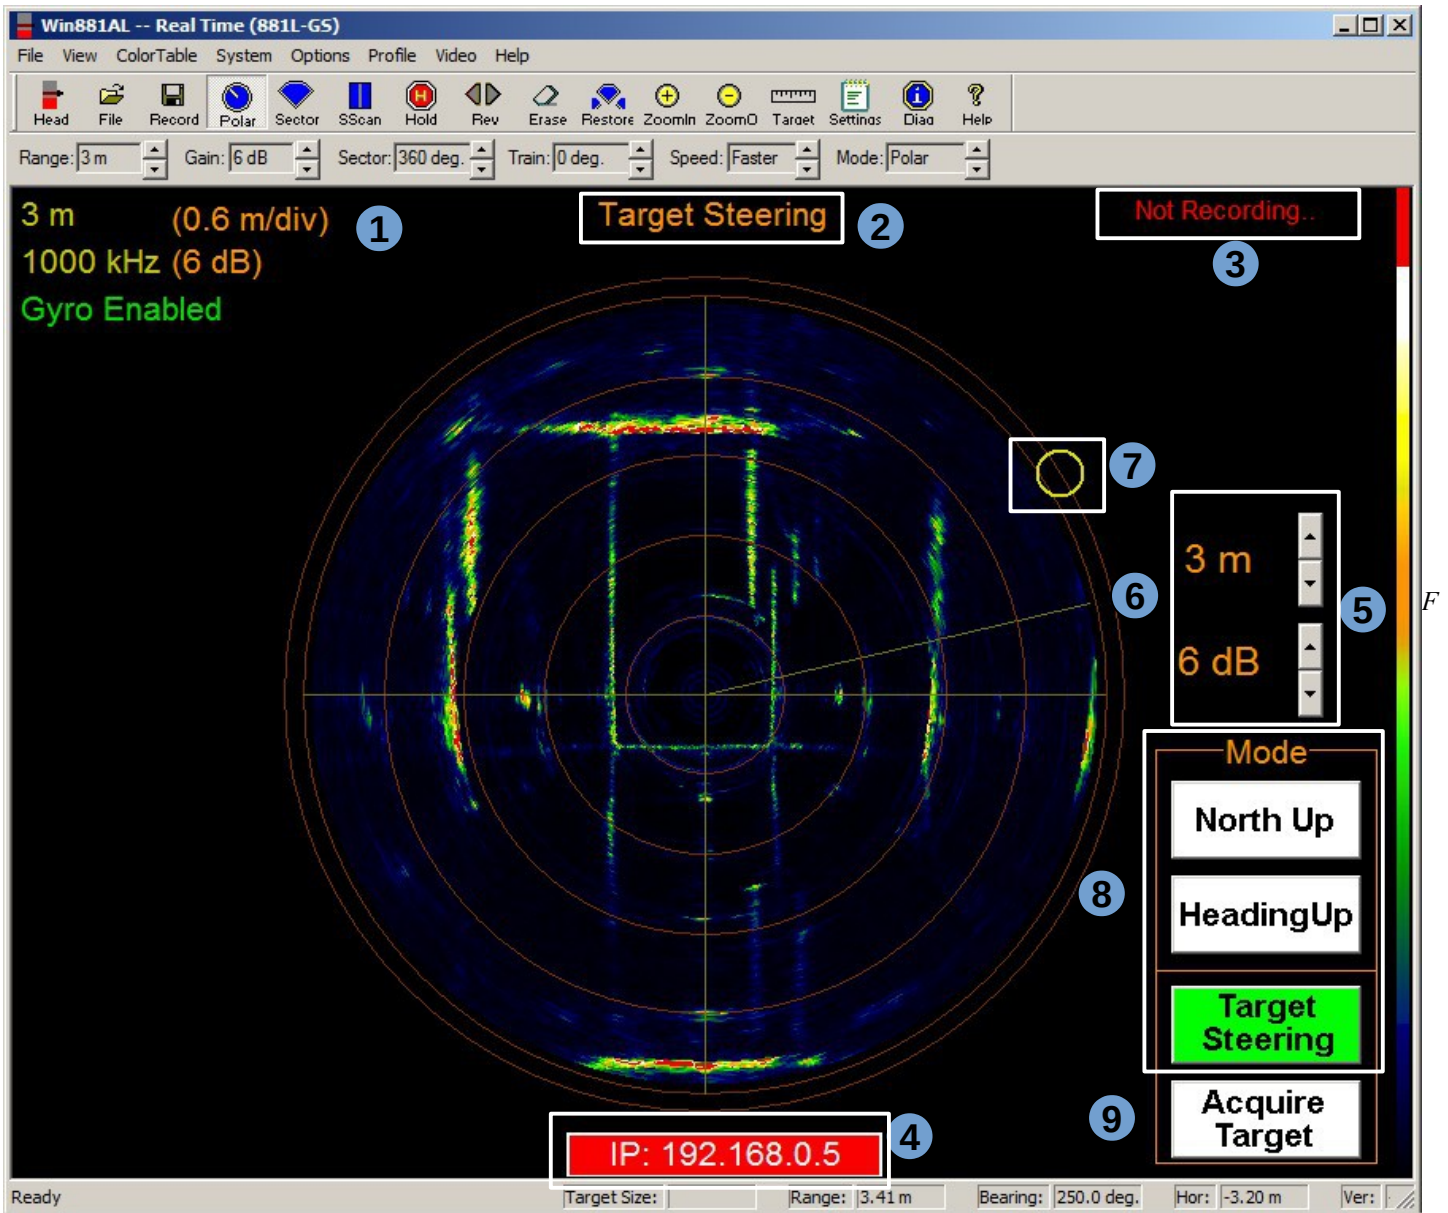 Win881AL -- Real Time (881L-GS)
File View ColorTable System Options Profile Video Help
Head File Record Polar Sector SScan Hold Rev Erase Restore ZoomIn ZoomO Target Settings Diag Help
Range: 3 m Gain: 6 dB Sector: 360 deg. Train: 0 deg. Speed: Faster Mode: Polar
3 m (0.6 m/div) 1 Target Steering 2 Not Recording..
3
1000 kHz (6 dB)
Gyro Enabled
7
3 m
6
5
F
6 dB
Mode
North Up
8
HeadingUp
Target
Steering
9
Acquire
Target
4
IP: 192.168.0.5
Ready Target Size: Range: 3.41 m Bearing: 250.0 deg. Hor: -3.20 m Ver: